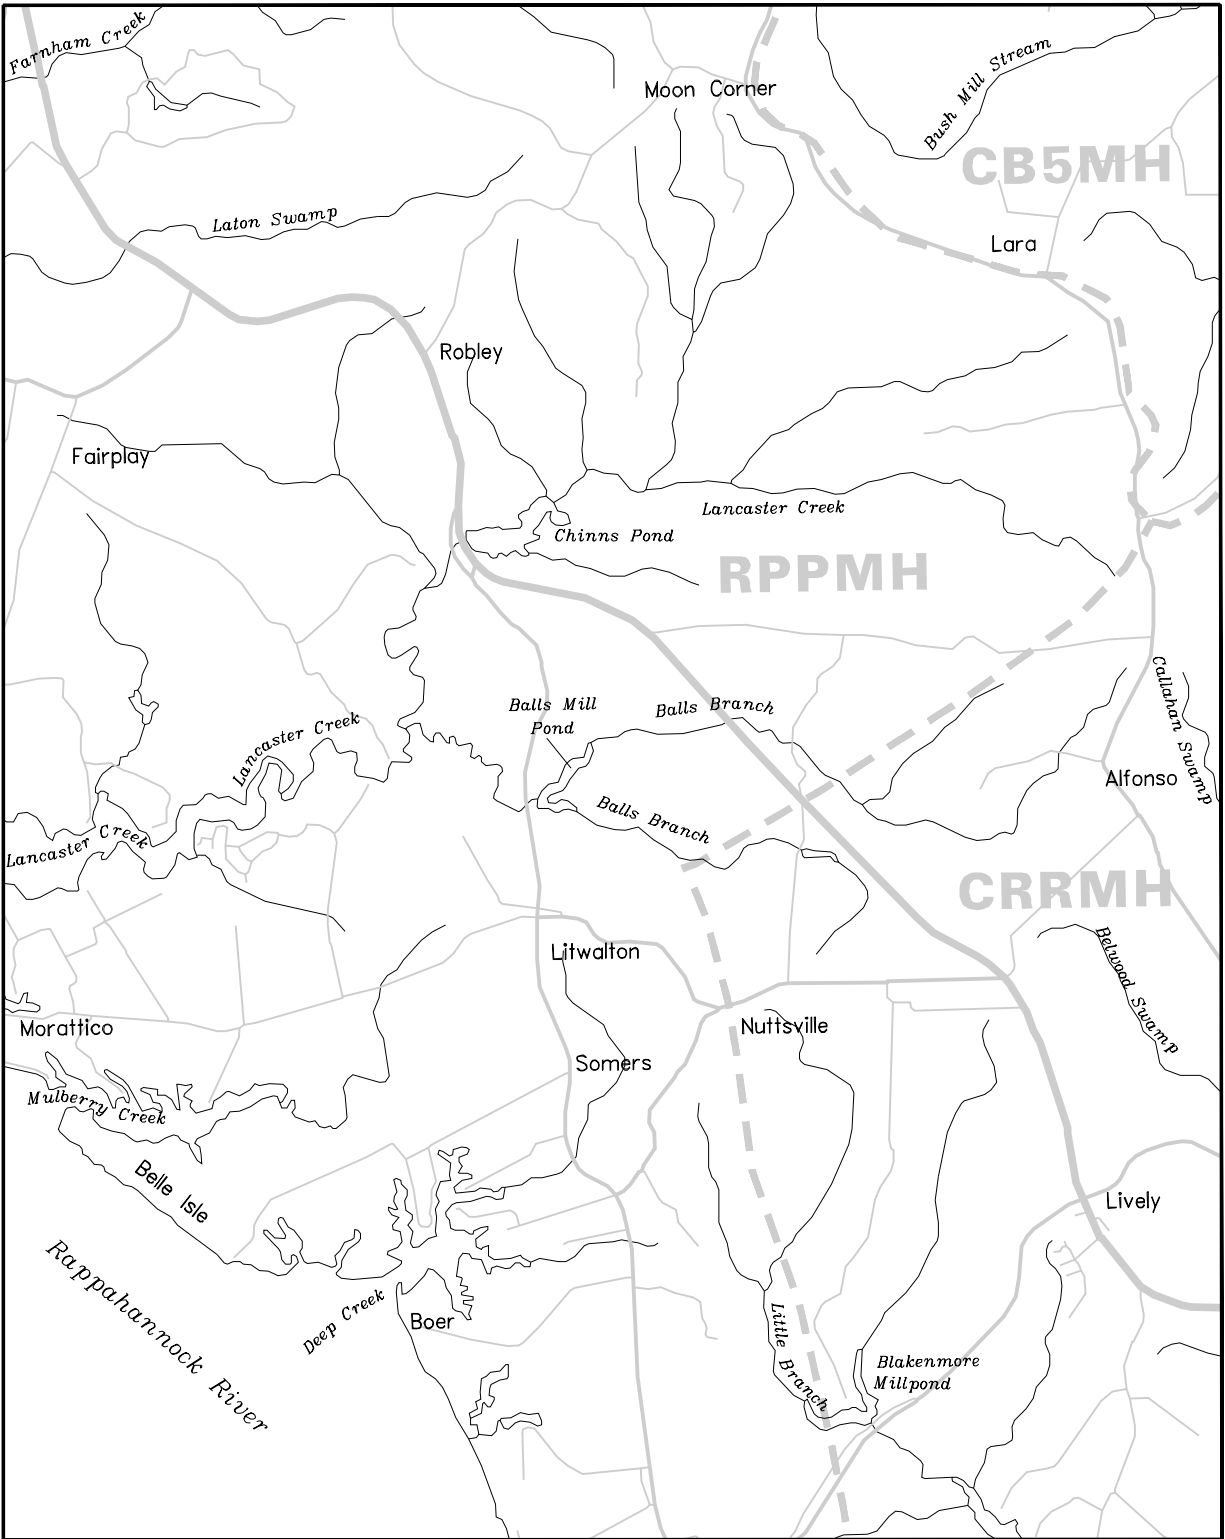 Farnham Creek
Moon Corner
Bush Mill Stream
CB5MH
Laton Swamp
Lara
Robley
Fairplay
Lancaster Creek
Chinns Pond
RPPMH
Callahan Swamp
Balls Mill
Pond
Balls Branch
Lancaster Creek
Alfonso
Balls Branch
Lancaster Creek
CRRMH
Litwalton
Belwood Swamp
Morattico
Nuttsville
Somers
Mulberry Creek
Belle Isle
Lively
Rappahannock River
Deep Creek
Boer
Little Branch
Blakenmore
Millpond